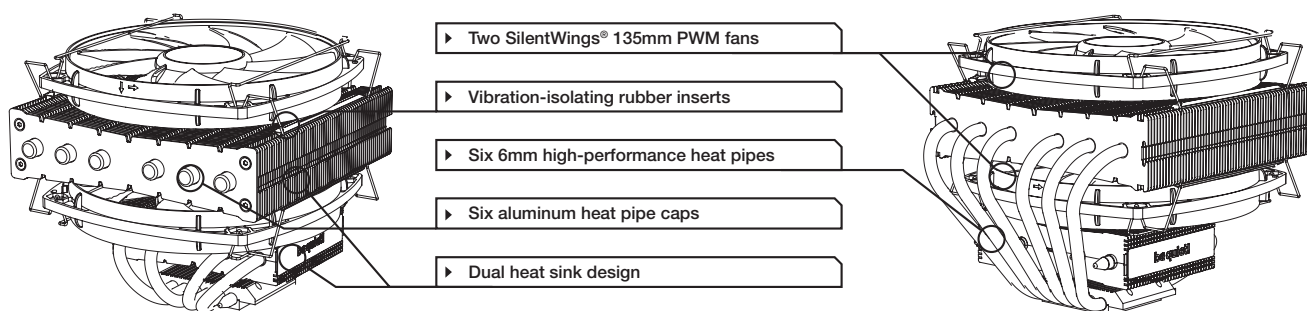 Two SilentWings® 135mm PWM fans
Vibration-isolating rubber inserts
Six 6mm high-performance heat pipes
Six aluminum heat pipe caps
Dual heat sink design
be quiet!
be quiet!